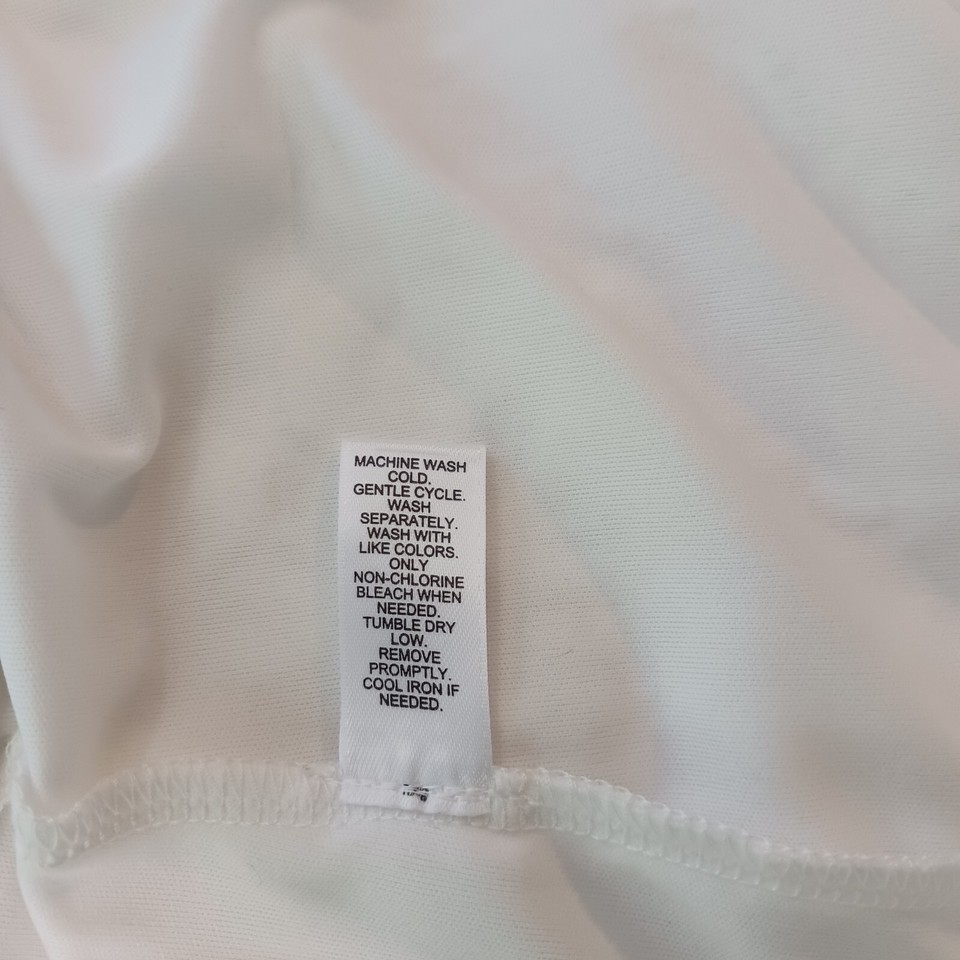 MACHINE WASH
COLD.
GENTLE CYCLE.
WASH
SEPARATELY.
WASH WITH
LIKE COLORS.
ONLY
NON-CHLORINE
BLEACH WHEN
NEEDED.
TUMBLE DRY
LOW.
REMOVE
PROMPTLY.
COOL IRON IF
NEEDED.